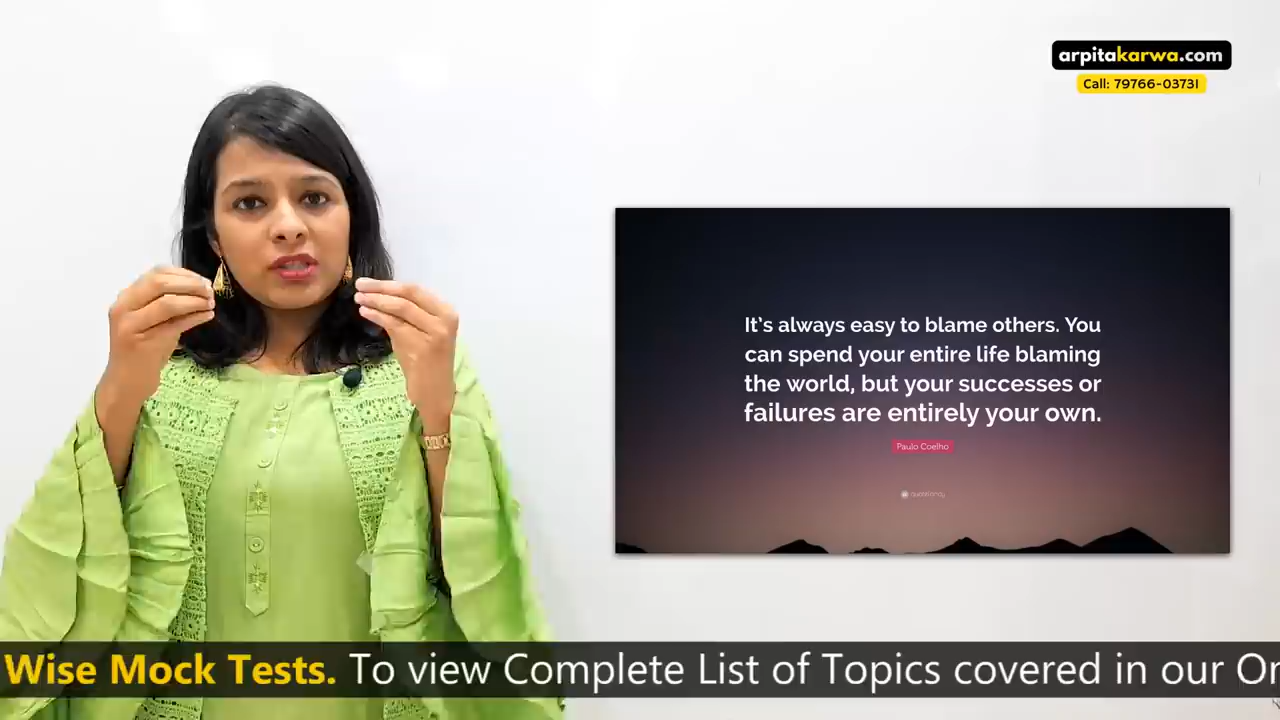 arpitakarwa.com
Call: 79766-03731
It's always easy to blame others. You
can spend your entire life blaming
the world, but your successes or
failures are entirely your own.
Paulo Coelho
Wise Mock Tests. To view Complete List of Topics covered in our